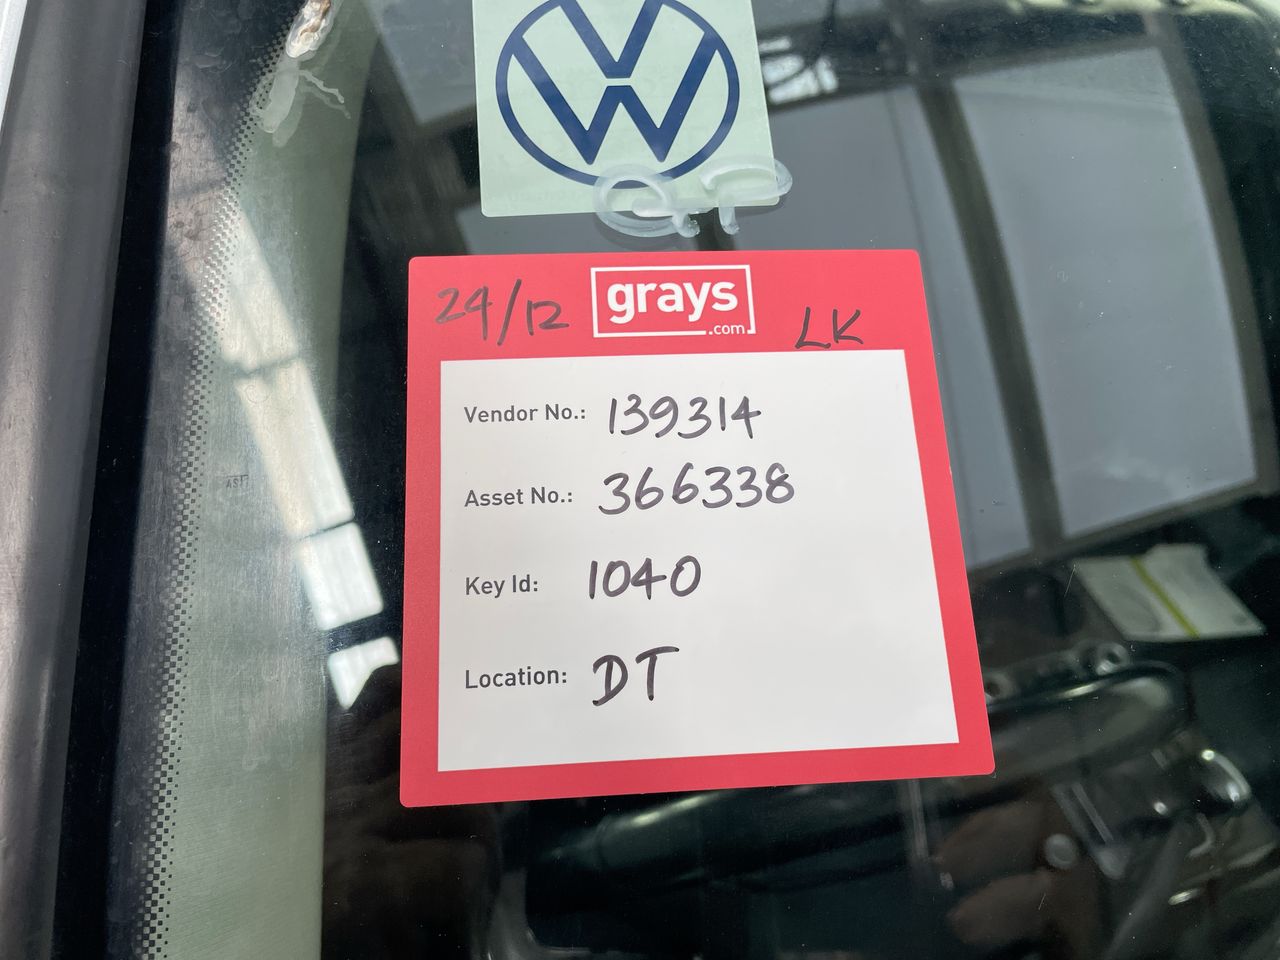 24/12
grays
.com
LK
Vendor No.: 139314
Asset No.: 366338
Key Id: 1040
Location: DT